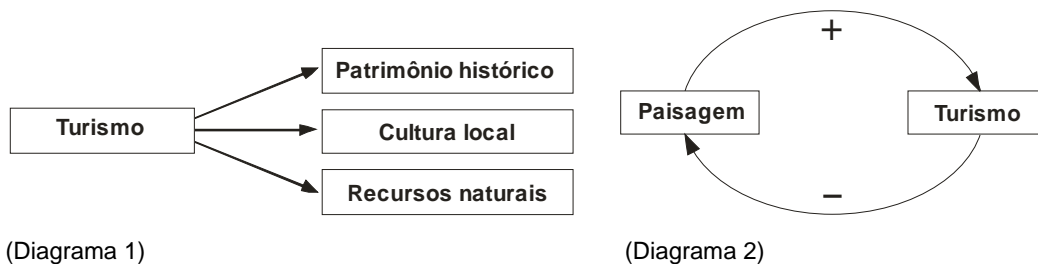 Turismo
Patrimônio histórico
Cultura local
Recursos naturais
(Diagrama 1)
+
Paisagem
Turismo
–
(Diagrama 2)